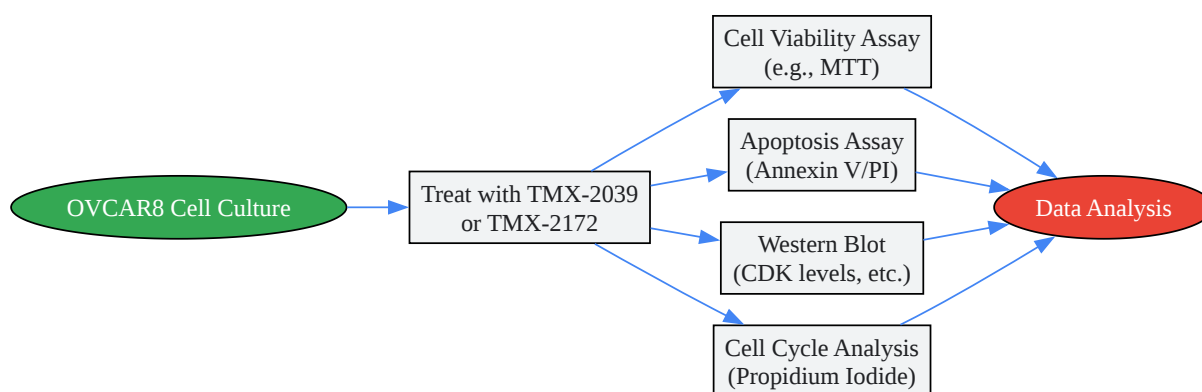 OVCAR8 Cell Culture
Treat with TMX-2039
or TMX-2172
Cell Viability Assay
(e.g., MTT)
Apoptosis Assay
(Annexin V/PI)
Western Blot
(CDK levels, etc.)
Cell Cycle Analysis
(Propidium Iodide)
Data Analysis